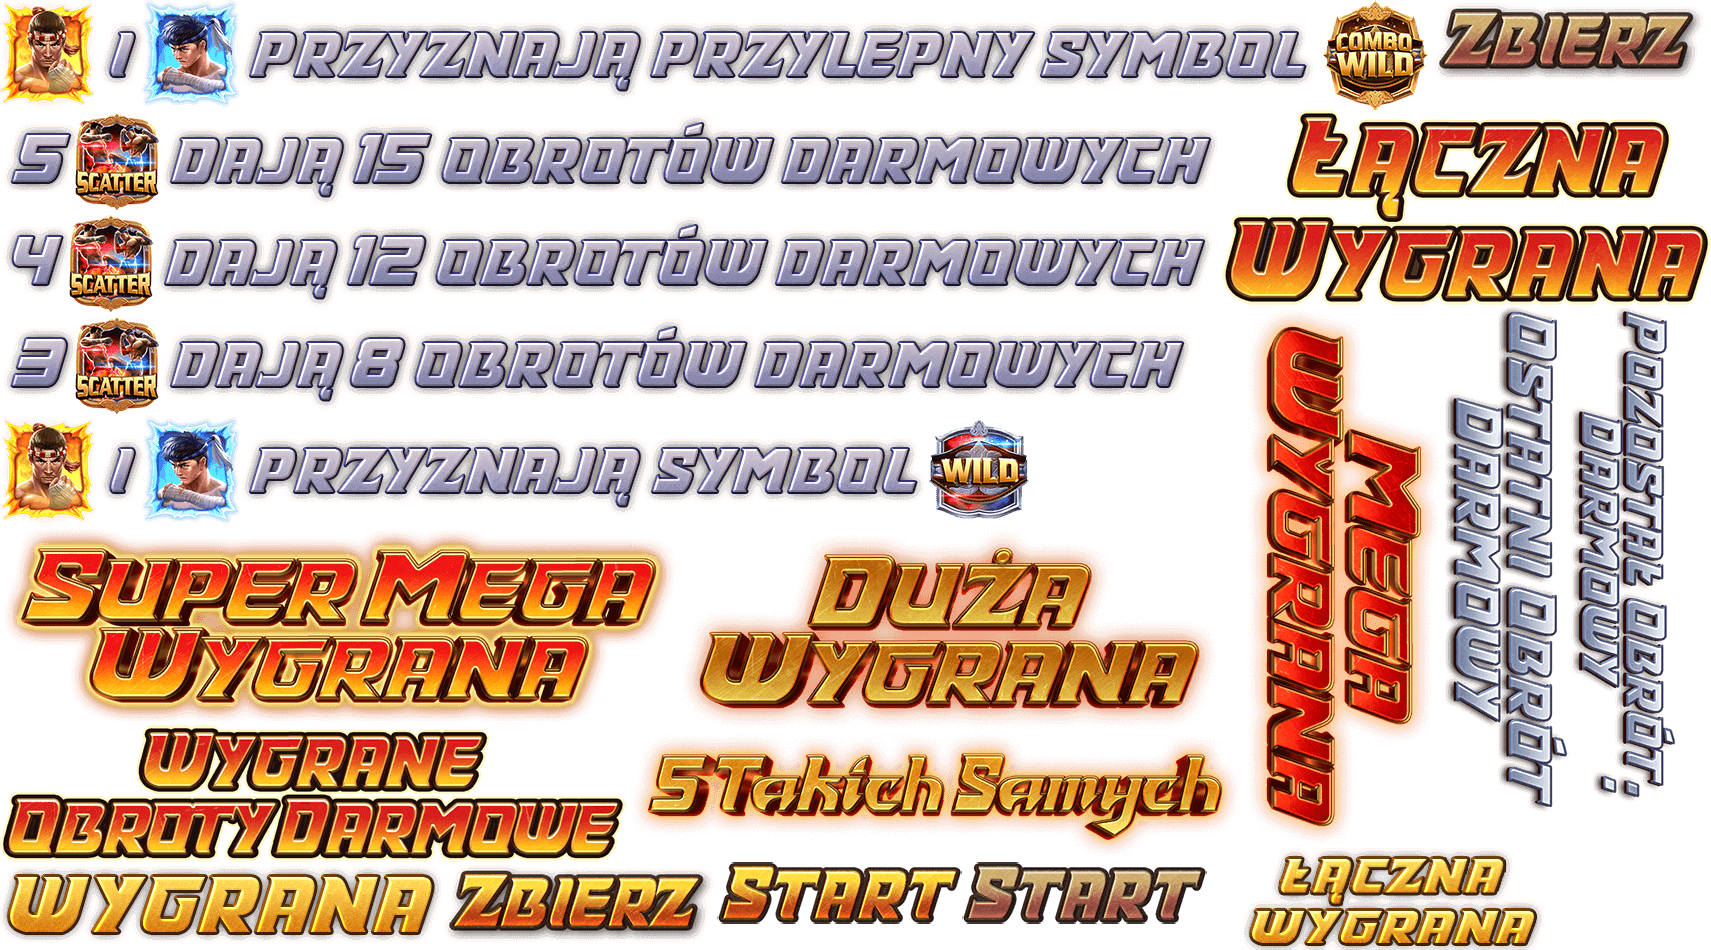 I PRZYZNAJĄ PRZYLEPNY SYMBOL COMBO WILD
ZBIERZ
5 SCATTER DAJĄ 15 OBROTÓW DARMOWYCH
ŁĄCZNA
WYGRANA
4 SCATTER DAJĄ 12 OBROTÓW DARMOWYCH
3 SCATTER DAJĄ 8 OBROTÓW DARMOWYCH
I PRZYZNAJĄ SYMBOL WILD
MEGA
WYGRANA
OSTATNI OBRÓT
DARMOWY
POZOSTAŁ OBRÓT:
DARMOWY
SUPER MEGA
WYGRANA
DUŻA
WYGRANA
WYGRANE
OBROTY DARMOWE
5 Takich Samych
WYGRANA
ZBIERZ
START
START
ŁĄCZNA
WYGRANA